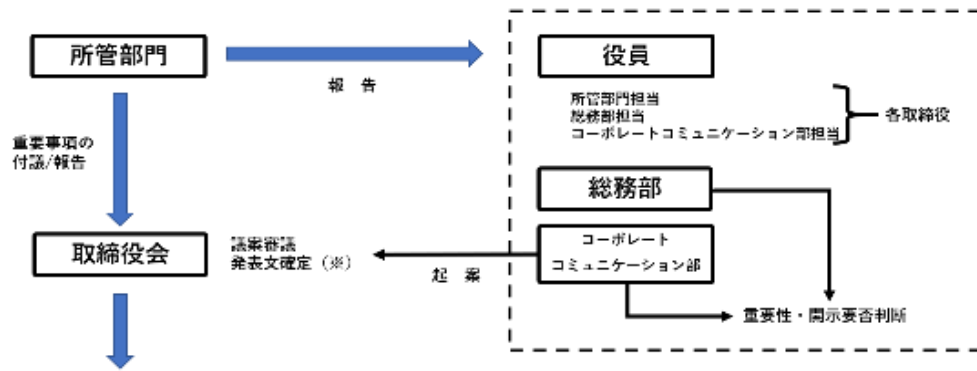 所管部門
報 告
役員
所管部門担当
総務部担当
コーポレートコミュニケーション部担当
各取締役
重要事項の
付議/報告
総務部
取締役会
議案審議
発表文確定（※）
起 案
コーポレート
コミュニケーション部
重要性・開示要否判断